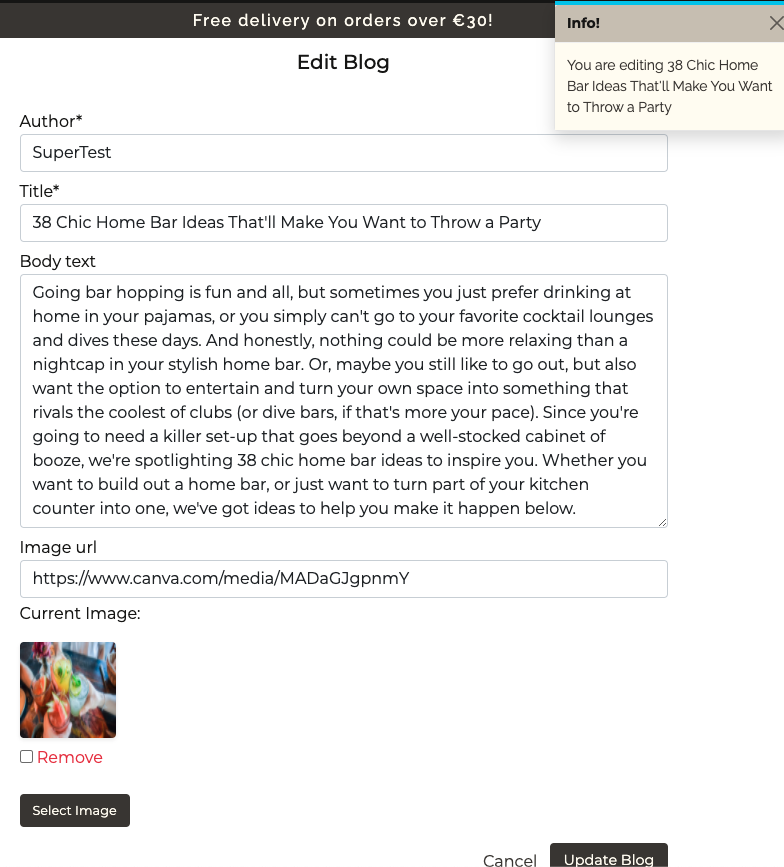 Free delivery on orders over €30!
Info!
You are editing 38 Chic Home
Bar Ideas That'll Make You Want
to Throw a Party
Edit Blog
Author*
SuperTest
Title*
38 Chic Home Bar Ideas That'll Make You Want to Throw a Party
Body text
Going bar hopping is fun and all, but sometimes you just prefer drinking at
home in your pajamas, or you simply can't go to your favorite cocktail lounges
and dives these days. And honestly, nothing could be more relaxing than a
nightcap in your stylish home bar. Or, maybe you still like to go out, but also
want the option to entertain and turn your own space into something that
rivals the coolest of clubs (or dive bars, if that's more your pace). Since you're
going to need a killer set-up that goes beyond a well-stocked cabinet of
booze, we're spotlighting 38 chic home bar ideas to inspire you. Whether you
want to build out a home bar, or just want to turn part of your kitchen
counter into one, we've got ideas to help you make it happen below.
Image url
https://www.canva.com/media/MADaGJgpnmY
Current Image:
Remove
Select Image
Cancel Update Blog